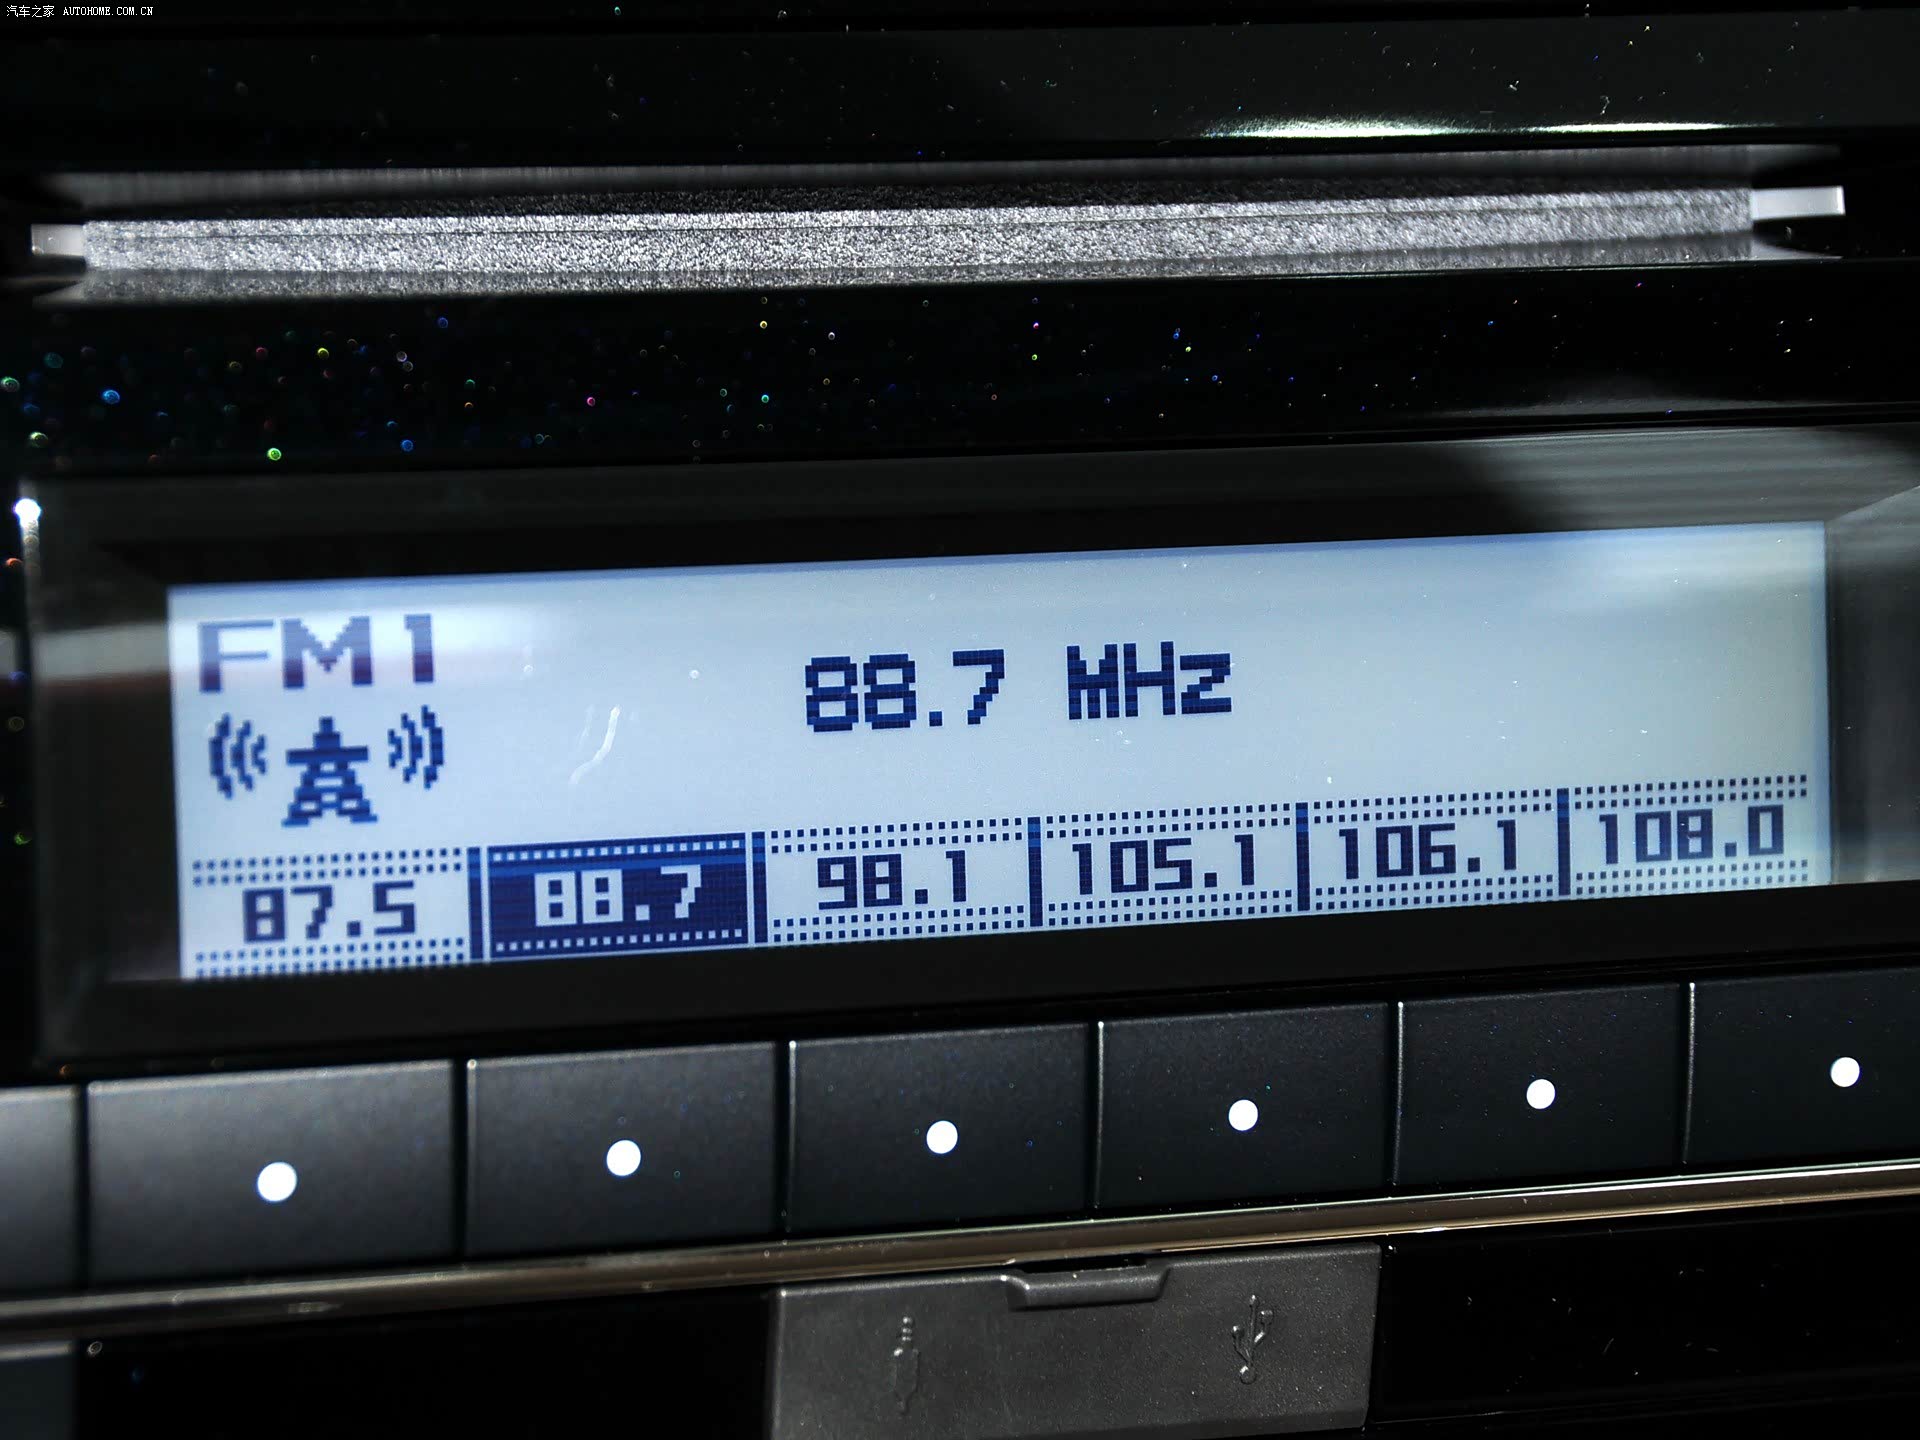 汽车之家 AUTOHOME.COM.CN
FM1
88.7 MHz
87.5 88.7 98.1 105.1 106.1 108.0